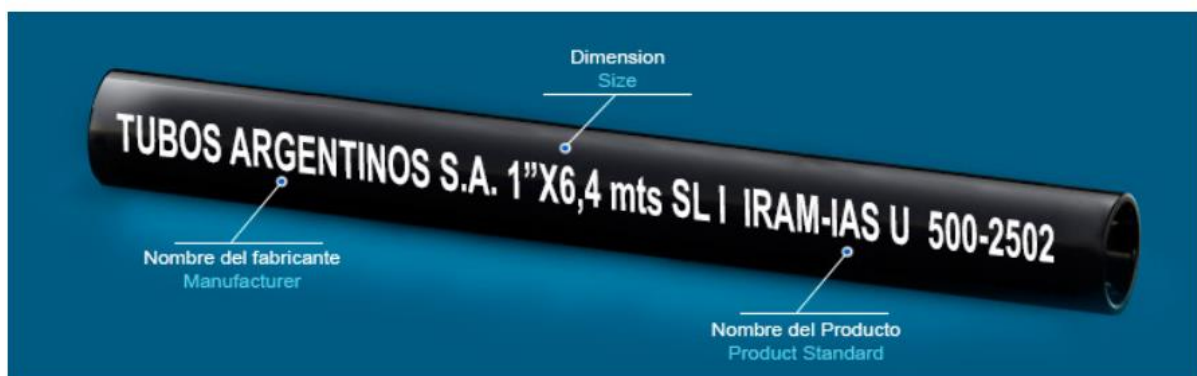 Dimension
Size
TUBOS ARGENTINOS S.A. 1”X6,4 mts SL I IRAM-IAS U 500-2502
Nombre del fabricante
Manufacturer
Nombre del Producto
Product Standard